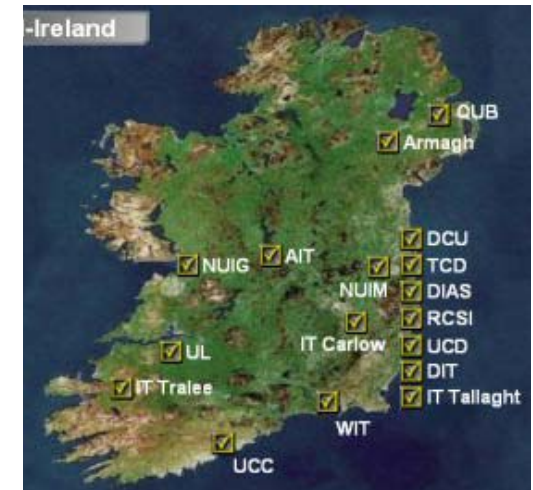 -Ireland
QUB
Armagh
DCU
NUIG
AIT
TCD
NUIM
DIAS
RCSI
IT Carlow
UL
UCD
DIT
IT Tralee
IT Tallaght
WIT
UCC